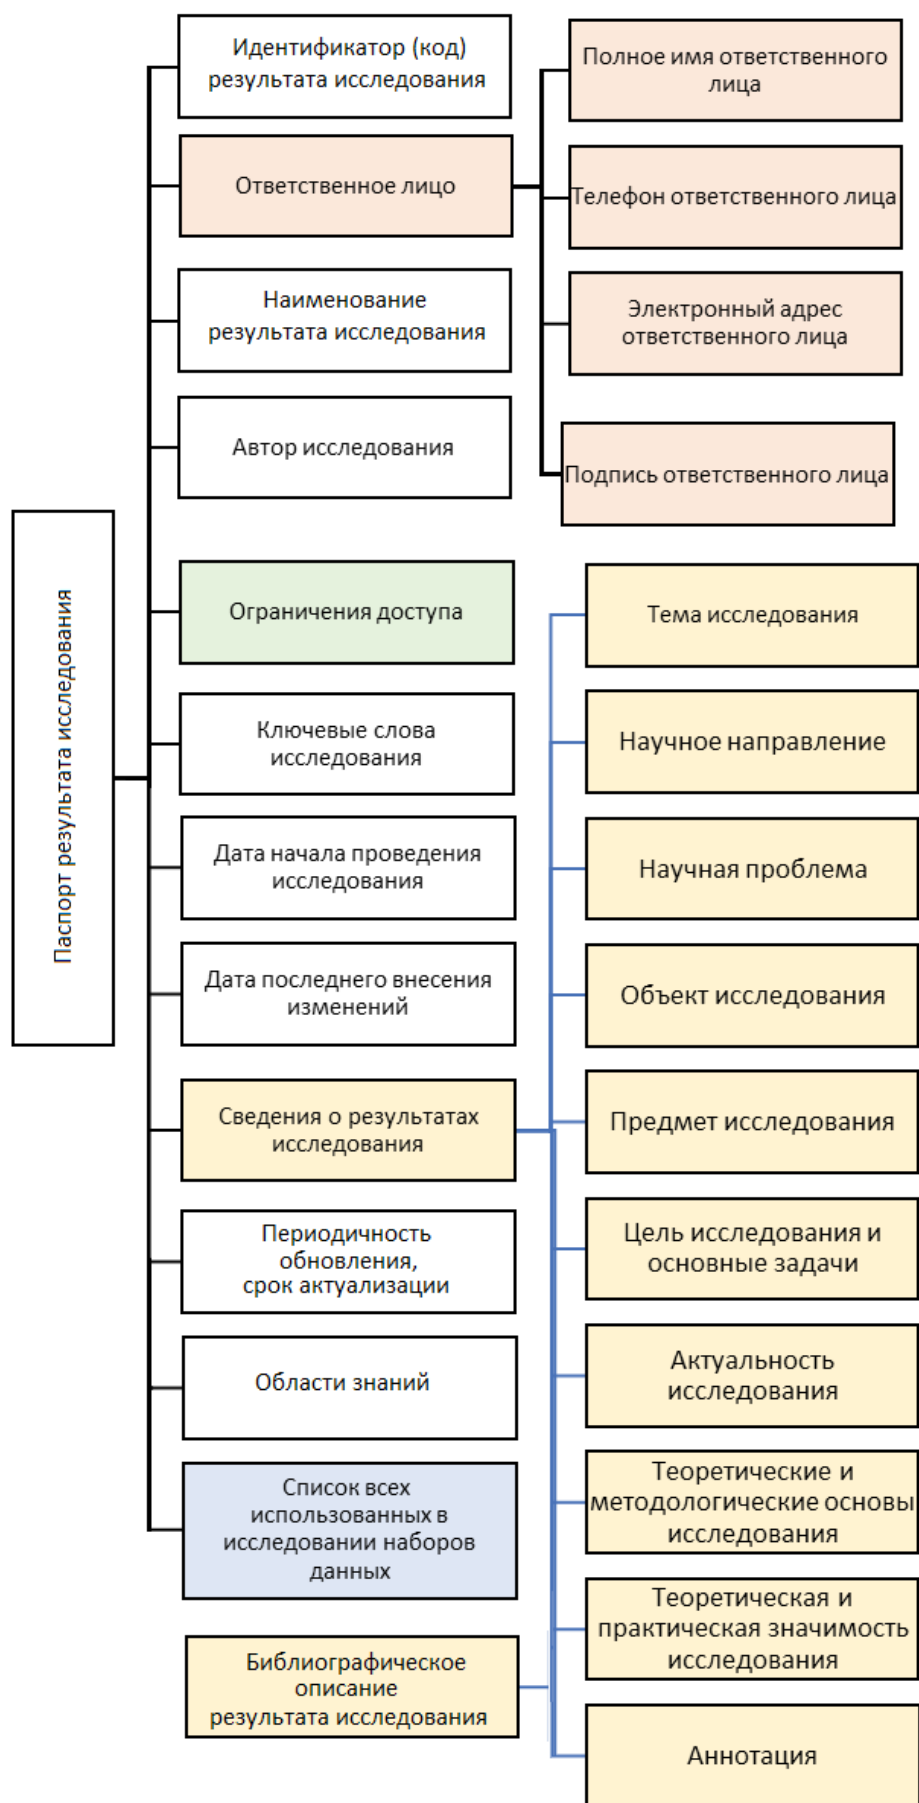 Паспорт результата исследования
Идентификатор (код)
результата исследования
Ответственное лицо
Наименование
результата исследования
Автор исследования
Ограничения доступа
Ключевые слова
исследования
Дата начала проведения
исследования
Дата последнего внесения
изменений
Сведения о результатах
исследования
Периодичность
обновления,
срок актуализации
Области знаний
Список всех
использованных в
исследовании наборов
данных
Библиографическое
описание
результата исследования
Полное имя ответственного
лица
Телефон ответственного лица
Электронный адрес
ответственного лица
Подпись ответственного лица
Тема исследования
Научное направление
Научная проблема
Объект исследования
Предмет исследования
Цель исследования и
основные задачи
Актуальность
исследования
Теоретические и
методологические основы
исследования
Теоретическая и
практическая значимость
исследования
Аннотация